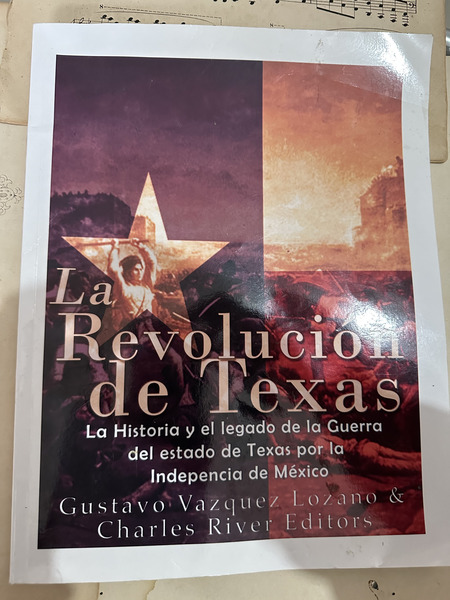 La
Revolución
de Texas
La Historia y el legado de la Guerra
del estado de Texas por la
Indepencia de México
Gustavo Vazquez Lozano &
Charles River Editors